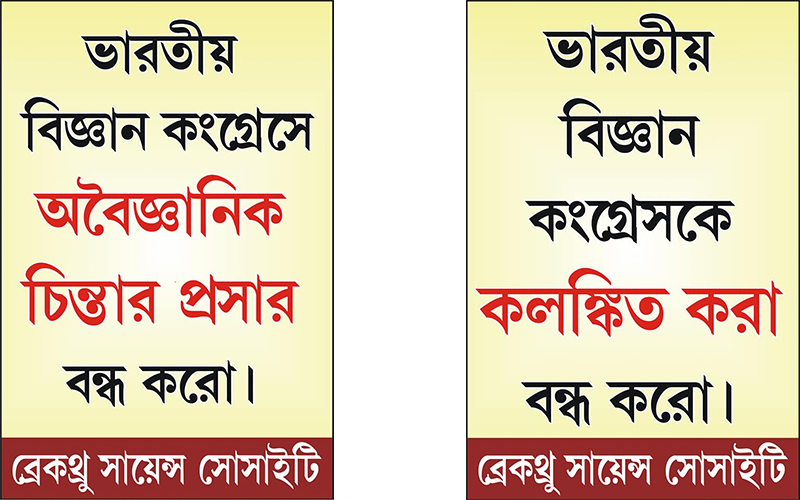 ভারতীয়
বিজ্ঞান কংগ্রেসে
অবৈজ্ঞানিক
চিন্তার প্রসার
বন্ধ করো।
ব্রেকথ্রু সায়েন্স সোসাইটি
ভারতীয়
বিজ্ঞান
কংগ্রেসকে
কলঙ্কিত করা
বন্ধ করো।
ব্রেকথ্রু সায়েন্স সোসাইটি